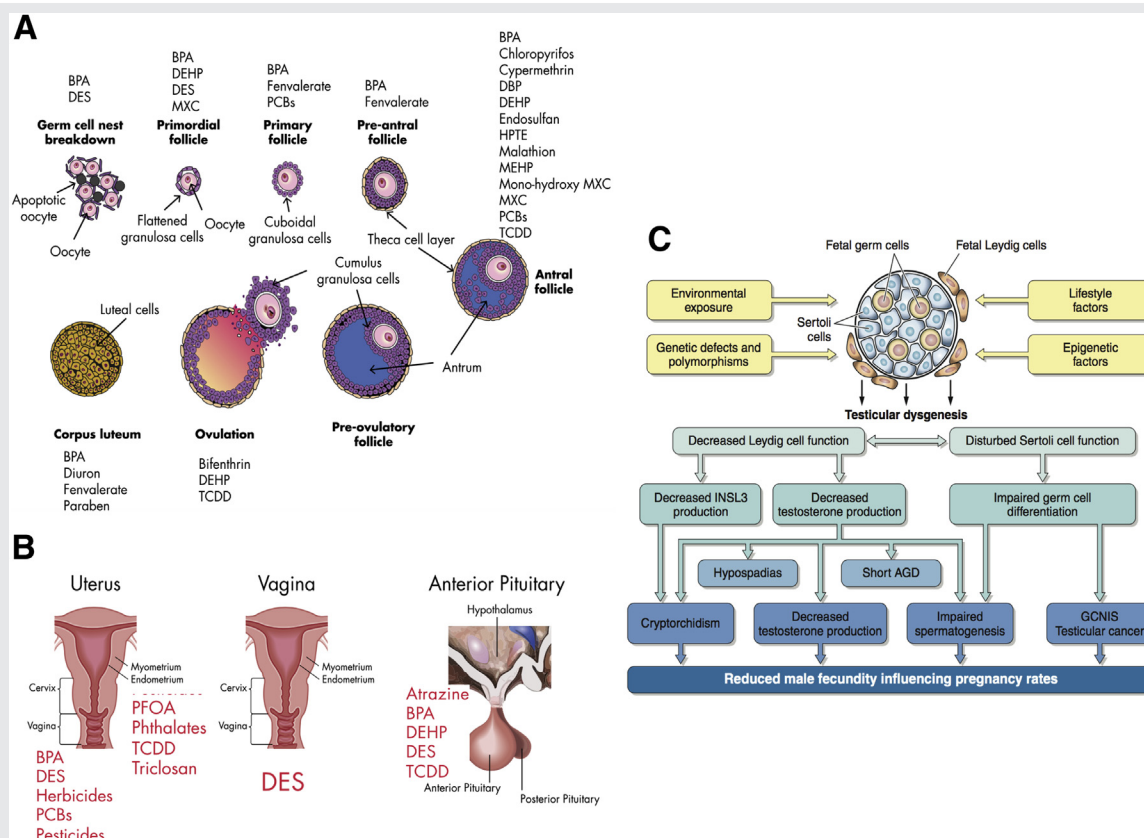 A
BPA
DES
Germ cell nest
breakdown
BPA
DEHP
DES
MXC
Primordial
follicle
BPA
Fenvalerate
PCBs
Primary
follicle
BPA
Fenvalerate
Pre-antral
follicle
BPA
Chloropyrifos
Cypermethrin
DBP
DEHP
Endosulfan
HPTE
Malathion
MEHP
Mono-hydroxy MXC
MXC
PCBs
TCDD
Antral
follicle
Apoptotic
oocyte
Oocyte
Flattened
granulosa cells
Oocyte
Cuboidal
granulosa cells
Theca cell layer
Cumulus
granulosa cells
Luteal cells
Antrum
Corpus luteum
BPA
Diuron
Fenvalerate
Paraben
Ovulation
Bifenthrin
DEHP
TCDD
Pre-ovulatory
follicle
B
Uterus
Myometrium
Endometrium
Cervix
Vagina
BPA
DES
Herbicides
PCBs
Pesticides
PFOA
Phthalates
TCDD
Triclosan
Vagina
Myometrium
Endometrium
Cervix
Vagina
DES
Anterior Pituitary
Hypothalamus
Atrazine
BPA
DEHP
DES
TCDD
Anterior Pituitary
Posterior Pituitary
C
Fetal germ cells
Fetal Leydig cells
Environmental
exposure
Lifestyle
factors
Sertoli
cells
Genetic defects and
polymorphisms
Epigenetic
factors
Testicular dysgenesis
Decreased Leydig cell function
Disturbed Sertoli cell function
Decreased INSL3
production
Decreased
testosterone production
Impaired germ cell
differentiation
Hypospadias
Short AGD
Cryptorchidism
Decreased
testosterone production
Impaired
spermatogenesis
GCNIS
Testicular cancer
Reduced male fecundity influencing pregnancy rates